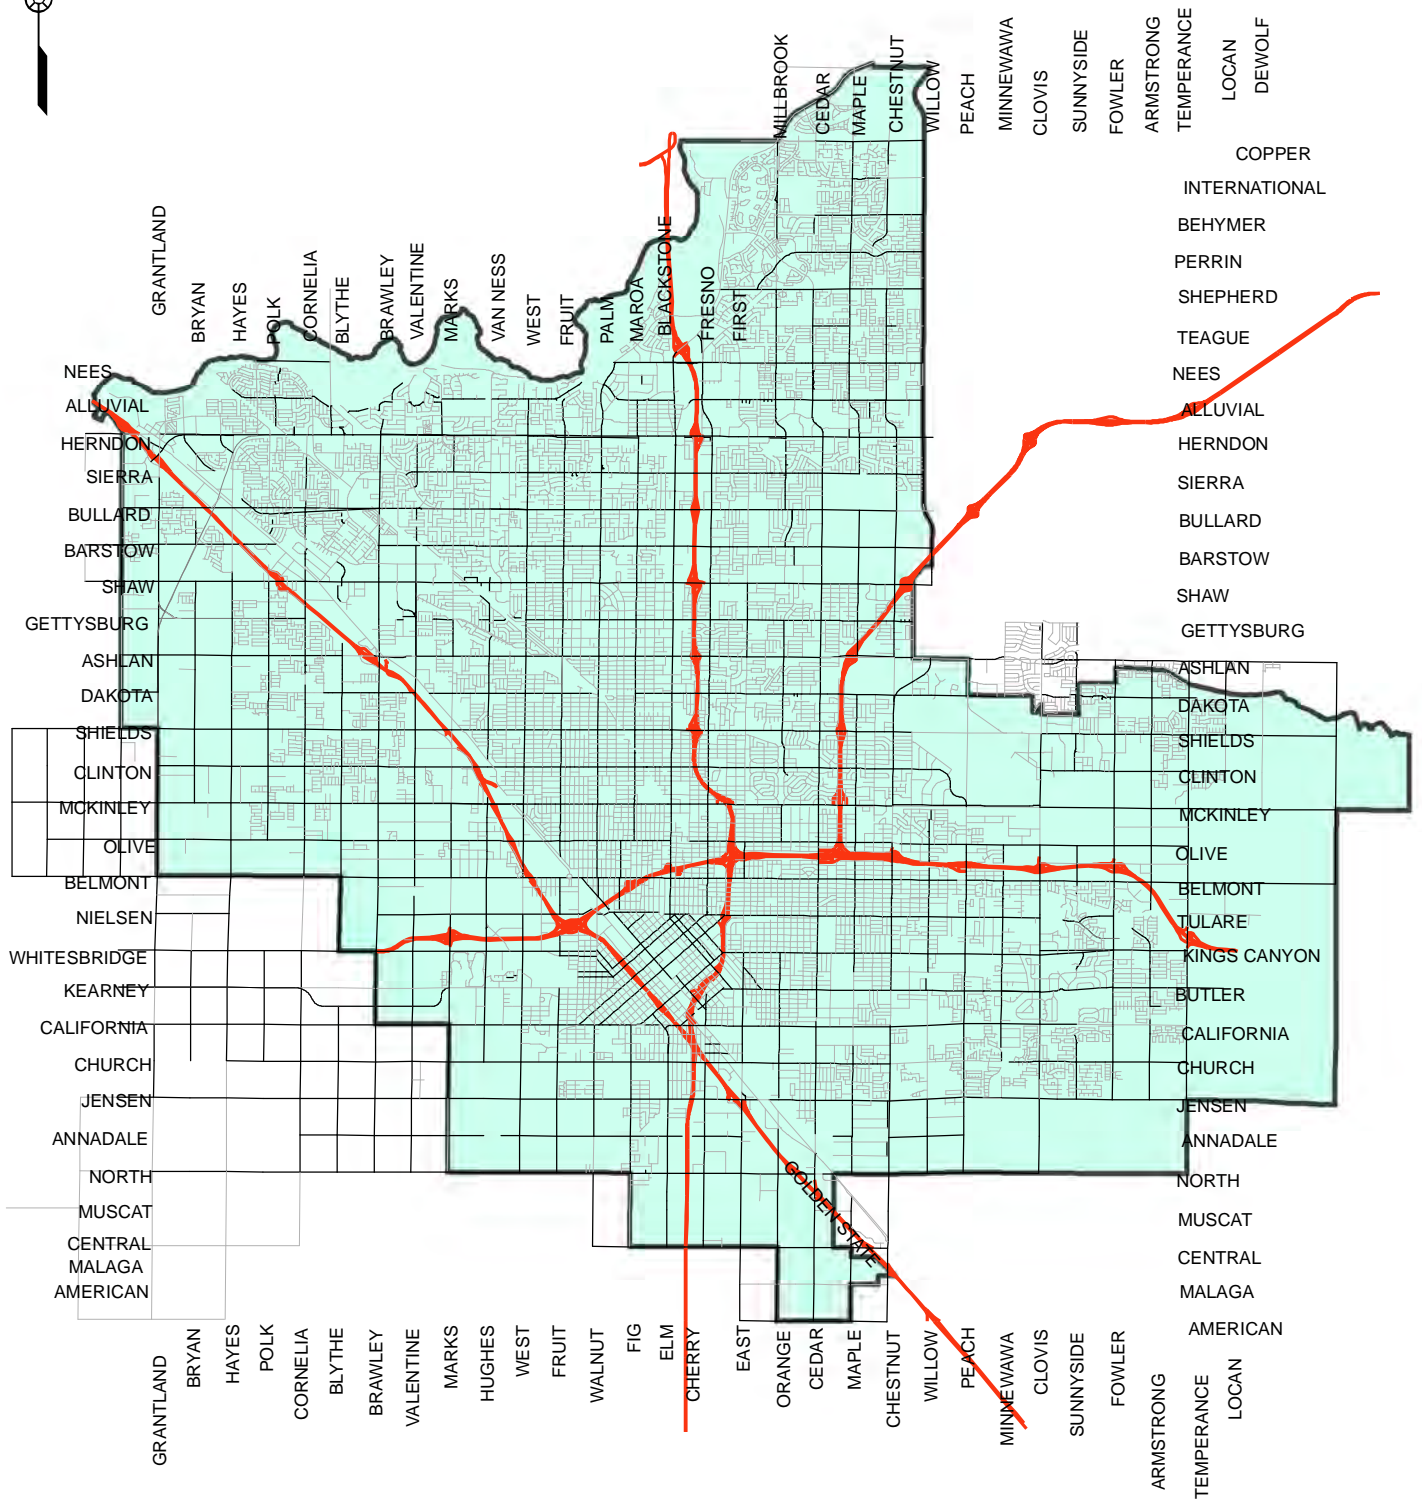 MILLBROOK
CEDAR
MAPLE
CHESTNUT
WILLOW
PEACH
MINNEWAWA
CLOVIS
SUNNYSIDE
FOWLER
ARMSTRONG
TEMPERANCE
LOCAN
DEWOLF
GRANTLAND
BRYAN
HAYES
POLK
CORNELIA
BLYTHE
BRAWLEY
VALENTINE
MARKS
VAN NESS
WEST
FRUIT
PALM
MAROA
BLACKSTONE
FRESNO
FIRST
COPPER
INTERNATIONAL
BEHYMER
PERRIN
SHEPHERD
TEAGUE
NEES
ALLUVIAL
HERNDON
SIERRA
BULLARD
BARSTOW
SHAW
GETTYSBURG
ASHLAN
DAKOTA
SHIELDS
CLINTON
MCKINLEY
OLIVE
BELMONT
TULARE
KINGS CANYON
BUTLER
CALIFORNIA
CHURCH
JENSEN
ANNADALE
NORTH
MUSCAT
CENTRAL
MALAGA
AMERICAN
NEES
ALLUVIAL
HERNDON
SIERRA
BULLARD
BARSTOW
SHAW
GETTYSBURG
ASHLAN
DAKOTA
SHIELDS
CLINTON
MCKINLEY
OLIVE
BELMONT
NIELSEN
WHITESBRIDGE
KEARNEY
CALIFORNIA
CHURCH
JENSEN
ANNADALE
NORTH
MUSCAT
CENTRAL
MALAGA
AMERICAN
GOLDEN STATE
GRANTLAND
BRYAN
HAYES
POLK
CORNELIA
BLYTHE
BRAWLEY
VALENTINE
MARKS
HUGHES
WEST
FRUIT
WALNUT
FIG
ELM
CHERRY
EAST
ORANGE
CEDAR
MAPLE
CHESTNUT
WILLOW
PEACH
MINNEWAWA
CLOVIS
SUNNYSIDE
FOWLER
ARMSTRONG
TEMPERANCE
LOCAN